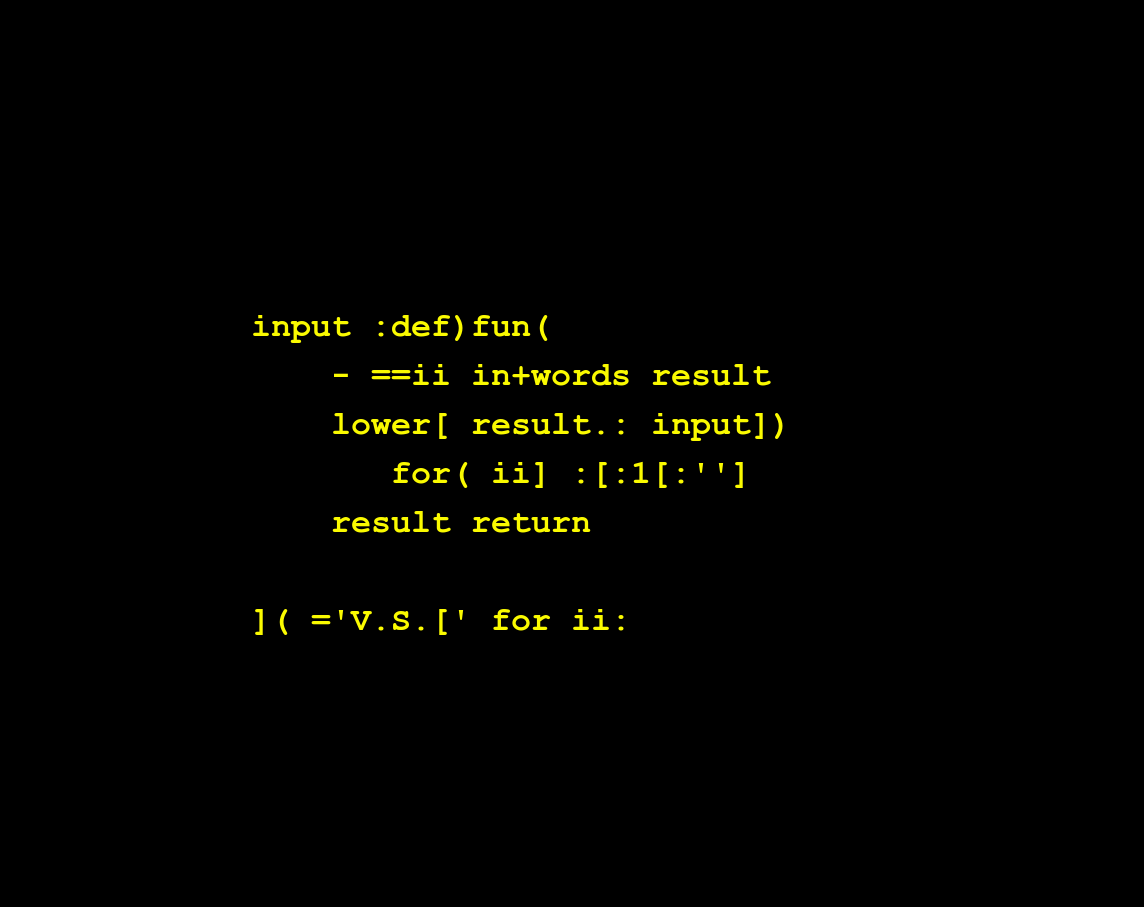 input :def)fun(
    - ==ii in+words result
    lower[ result.: input])
       for( ii] :[:1[:'']
    result return

]( ='V.S.[' for ii: